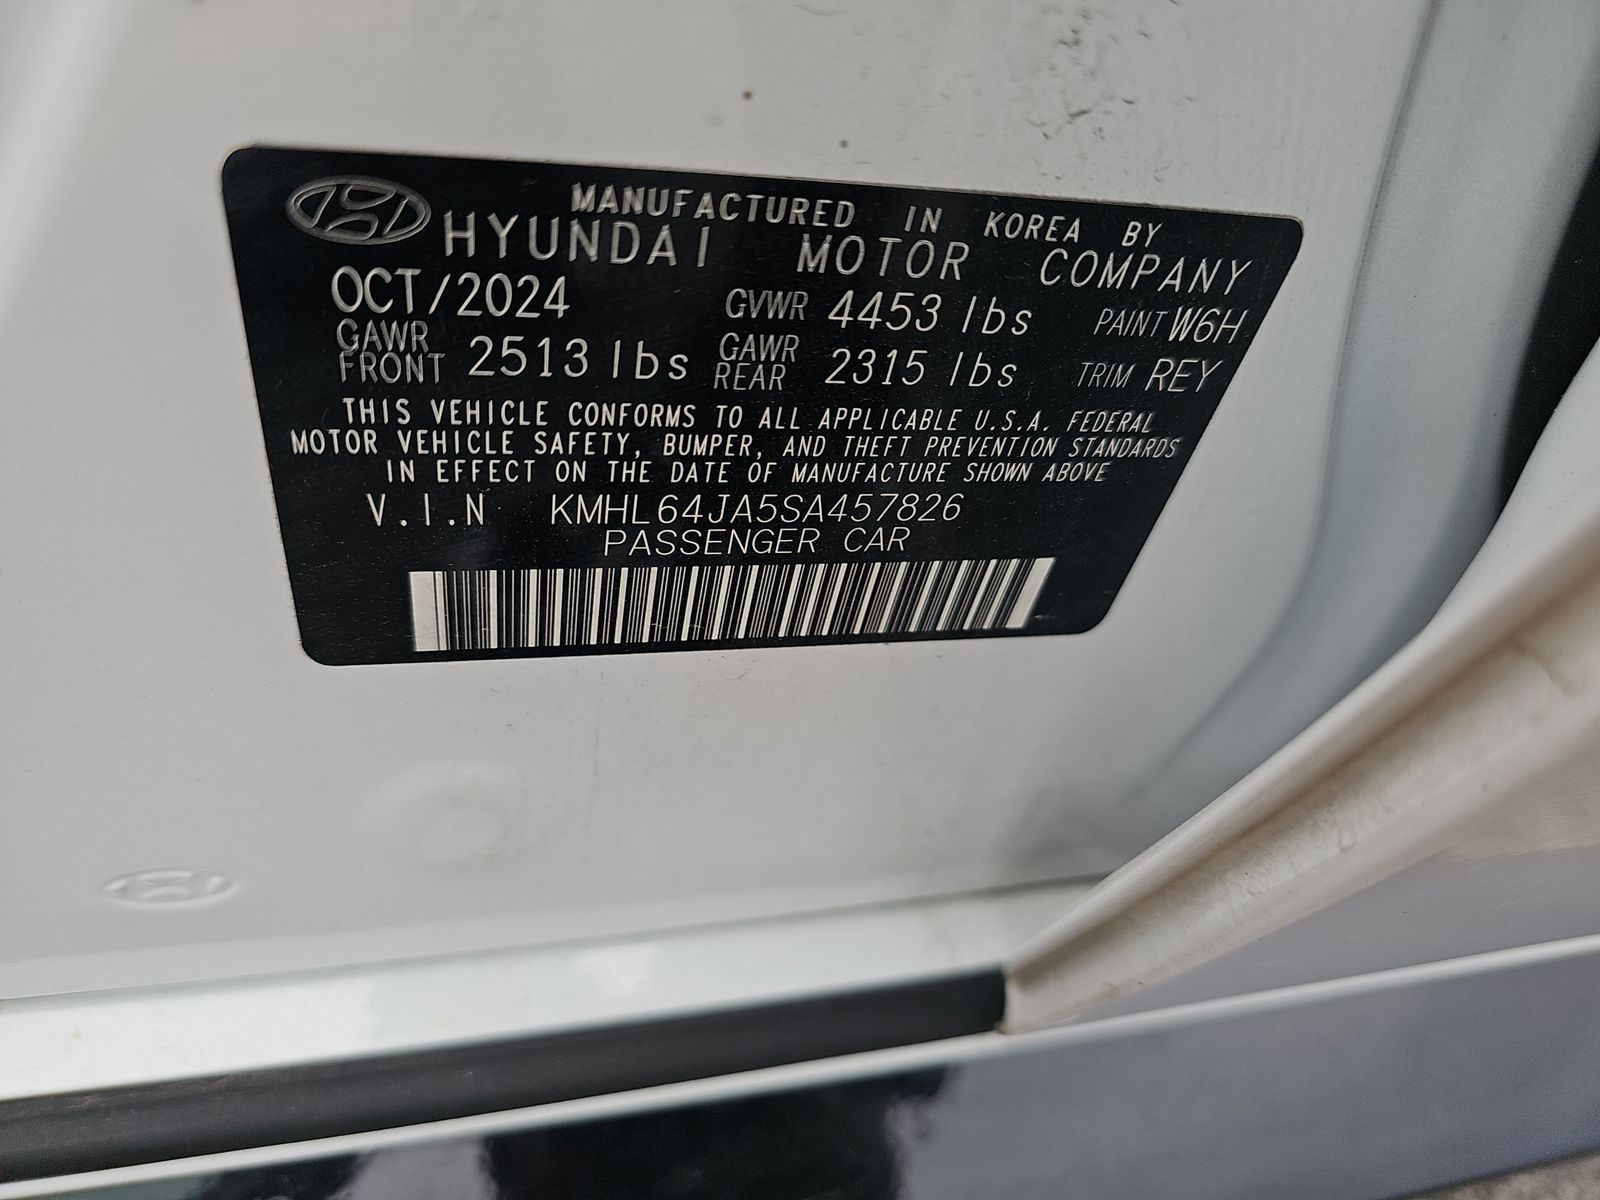 MANUFACTURED IN KOREA BY
HYUNDAI MOTOR COMPANY
OCT/2024 GVWR 4453 lbs PAINT W6H
GAWR FRONT 2513 lbs GAWR REAR 2315 lbs TRIM REY
THIS VEHICLE CONFORMS TO ALL APPLICABLE U.S.A. FEDERAL
MOTOR VEHICLE SAFETY, BUMPER, AND THEFT PREVENTION STANDARDS
IN EFFECT ON THE DATE OF MANUFACTURE SHOWN ABOVE
V.I.N KMHL64JA5SA457826
PASSENGER CAR